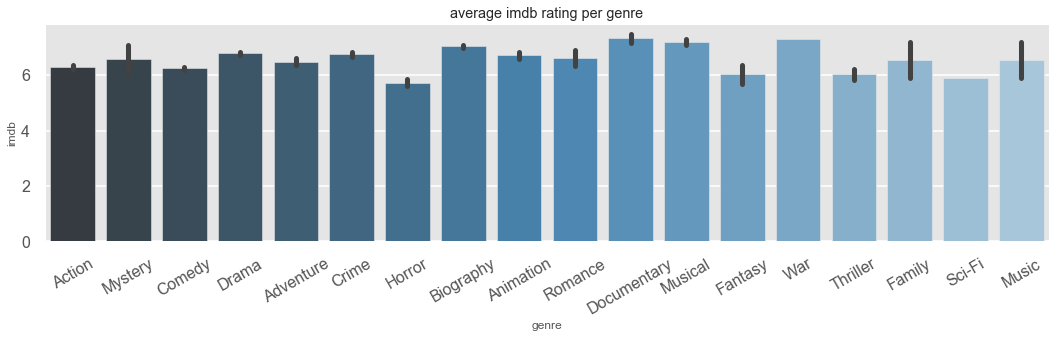 average imdb rating per genre
imdb
6
4
2
0
Action
Mystery
Comedy
Drama
Adventure
Crime
Horror
Biography
Animation
Romance
Documentary
Musical
Fantasy
War
Thriller
Family
Sci-Fi
Music
genre